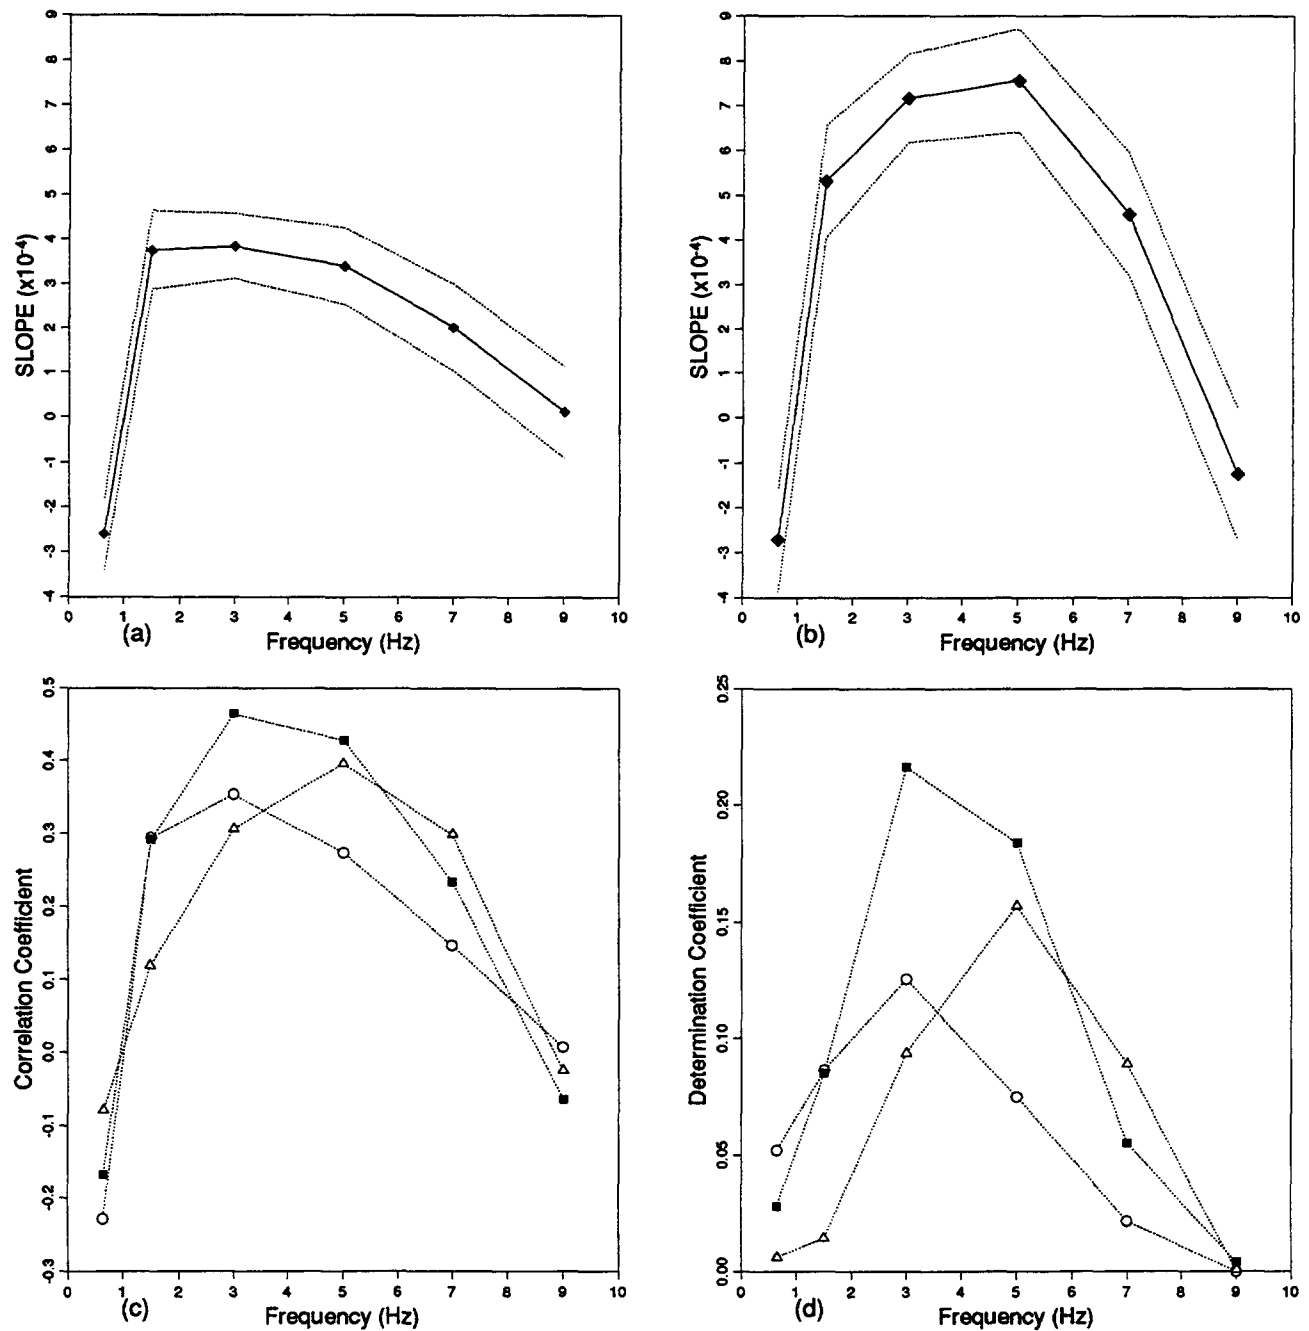 9
8
7
6
5
4
3
2
1
0
-1
-2
-3
-4
SLOPE (x10-4)
0 1 2 3 4 5 6 7 8 9 10
(a)
Frequency (Hz)
9
8
7
6
5
4
3
2
1
0
-1
-2
-3
-4
SLOPE (x10-4)
0 1 2 3 4 5 6 7 8 9 10
(b)
Frequency (Hz)
0.5
0.4
0.3
0.2
0.1
0.0
-0.1
-0.2
-0.3
Correlation Coefficient
0 1 2 3 4 5 6 7 8 9 10
(c)
Frequency (Hz)
0.25
0.20
0.15
0.10
0.05
0.00
Determination Coefficient
0 1 2 3 4 5 6 7 8 9 10
(d)
Frequency (Hz)